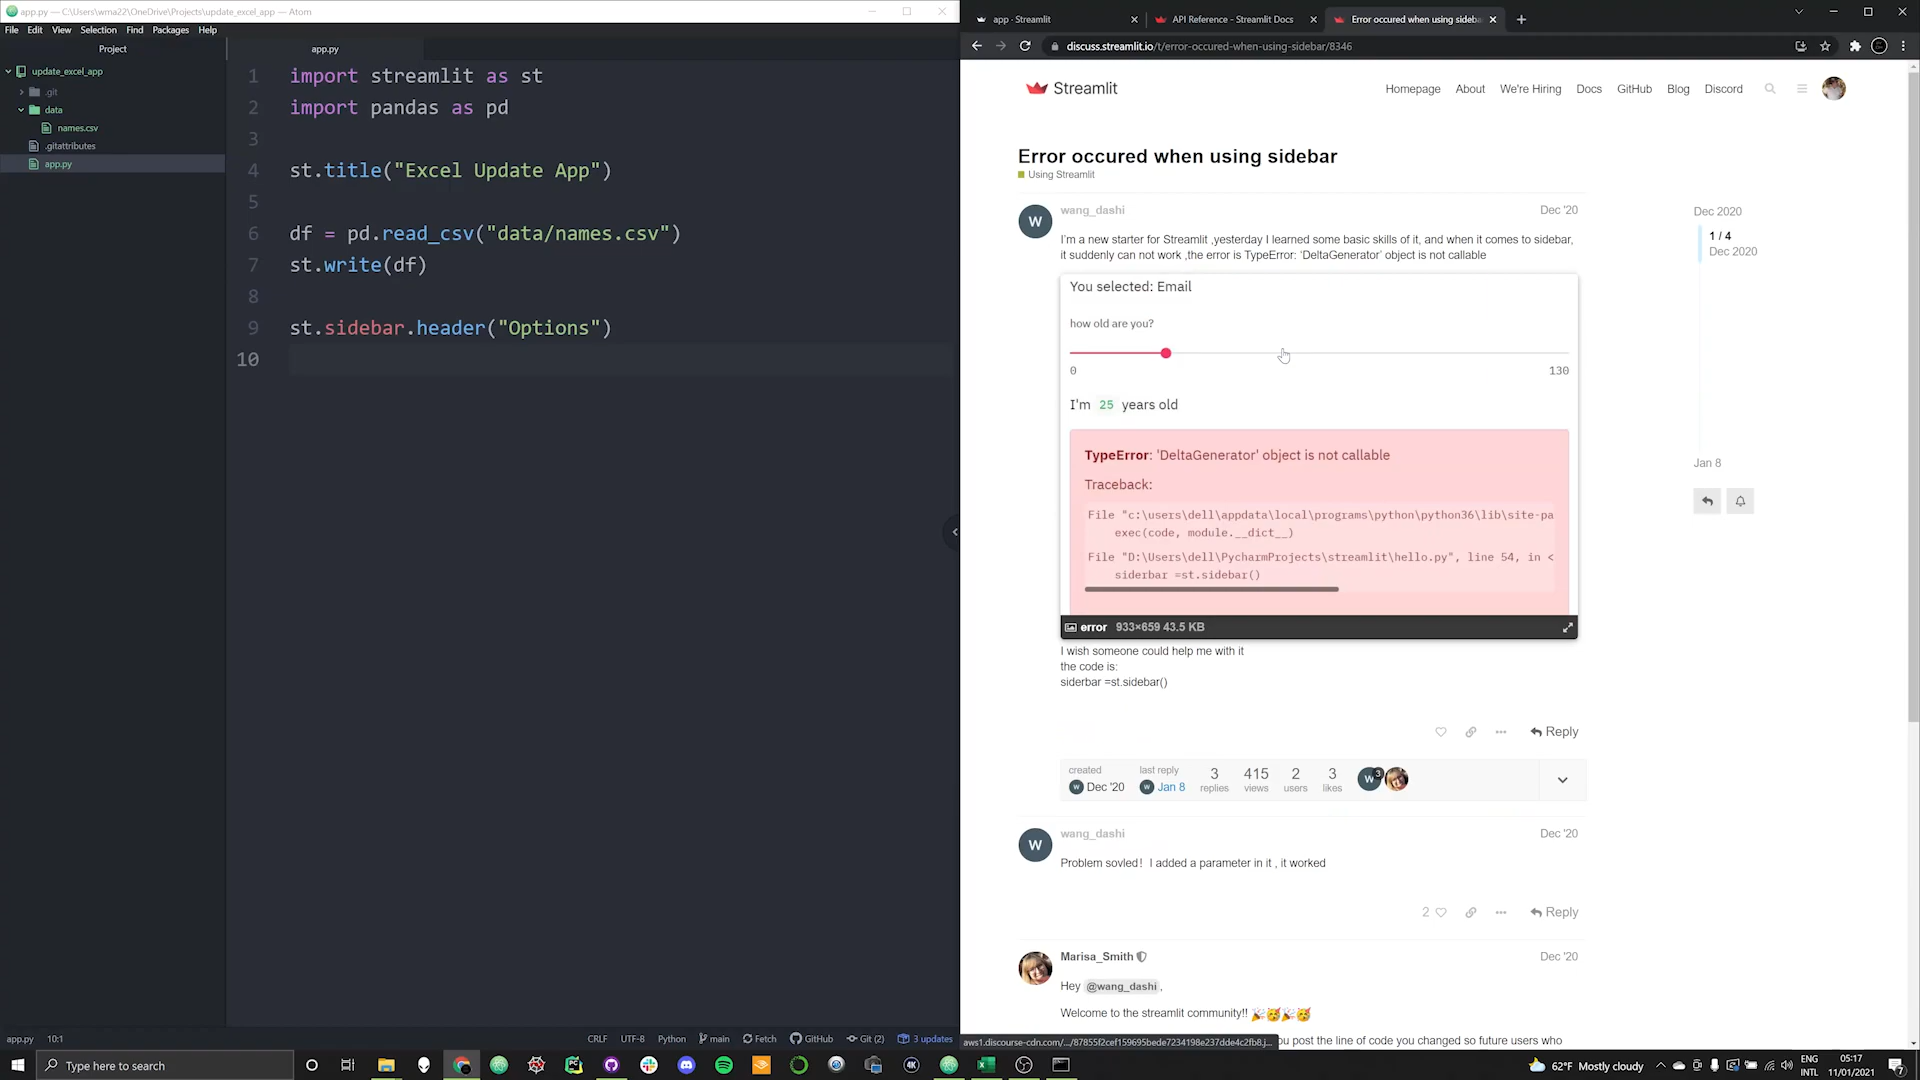 app.py — C:\Users\wma22\OneDrive\Projects\update_excel_app — Atom
File Edit View Selection Find Packages Help
Project
update_excel_app
.git
data
names.csv
.gitattributes
app.py
app.py
1 import streamlit as st
2 import pandas as pd
3
4 st.title("Excel Update App")
5
6 df = pd.read_csv("data/names.csv")
7 st.write(df)
8
9 st.sidebar.header("Options")
10
app.py 10:1
CRLF UTF-8 Python main Fetch GitHub Git (2) 3 updates
app · Streamlit
API Reference - Streamlit Docs
Error occured when using sideba
discuss.streamlit.io/t/error-occured-when-using-sidebar/8346
Streamlit
Homepage About We're Hiring Docs GitHub Blog Discord
Error occured when using sidebar
Using Streamlit
W
wang_dashi
Dec '20
I'm a new starter for Streamlit ,yesterday I learned some basic skills of it, and when it comes to sidebar,
it suddenly can not work ,the error is TypeError: 'DeltaGenerator' object is not callable
You selected: Email
how old are you?
0 130
I'm 25 years old
TypeError: 'DeltaGenerator' object is not callable
Traceback:
File "c:\users\dell\appdata\local\programs\python\python36\lib\site-pa
exec(code, module.__dict__)
File "D:\Users\dell\PycharmProjects\streamlit\hello.py", line 54, in <
siderbar =st.sidebar()
error 933×659 43.5 KB
I wish someone could help me with it
the code is:
siderbar =st.sidebar()
Reply
created
W Dec '20
last reply
W Jan 8
3
replies
415
views
2
users
3
likes
W 3
W
wang_dashi
Dec '20
Problem sovled！ I added a parameter in it , it worked
2
Reply
Marisa_Smith
Dec '20
Hey @wang_dashi,
Welcome to the streamlit community!! 🎉🥳🎉🥳
u post the line of code you changed so future users who
Dec 2020
1 / 4
Dec 2020
Jan 8
aws1.discourse-cdn.com/.../87855f2cef159695bede7234198e237dde4c2fb8.j...
Type here to search
62°F Mostly cloudy
ENG
INTL
05:17
11/01/2021
7